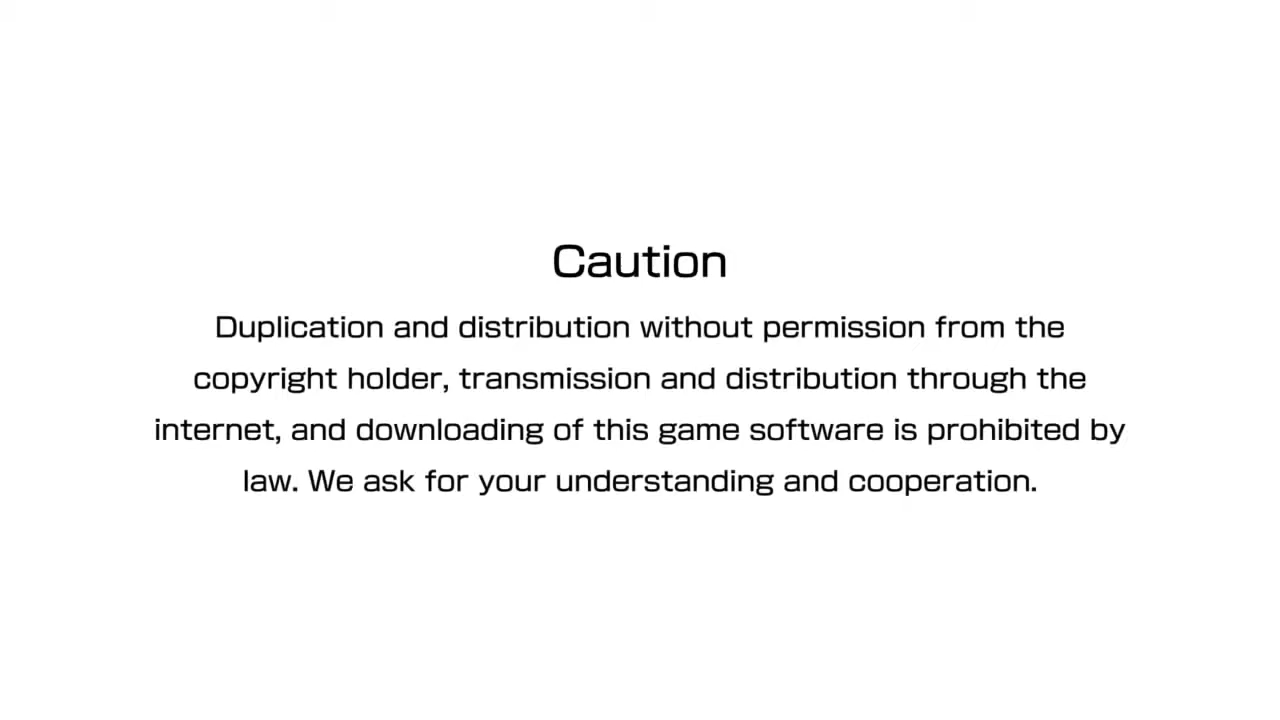 Caution
Duplication and distribution without permission from the
copyright holder, transmission and distribution through the
internet, and downloading of this game software is prohibited by
law. We ask for your understanding and cooperation.